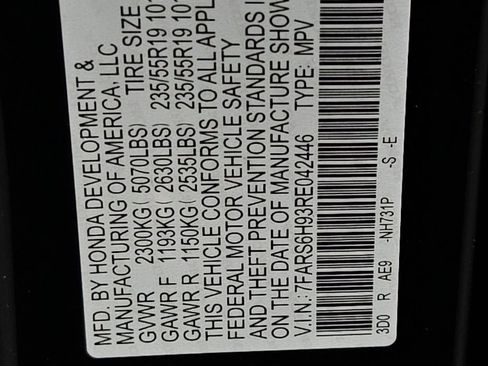 MFD. BY HONDA DEVELOPMENT &
MANUFACTURING OF AMERICA, LLC
GVWR 2300KG ( 5070LBS) TIRE SIZE
GAWR F 1193KG ( 2630LBS) 235/55R19 101
GAWR R 1150KG ( 2535LBS) 235/55R19 101
THIS VEHICLE CONFORMS TO ALL APPL
FEDERAL MOTOR VEHICLE SAFETY
AND THEFT PREVENTION STANDARDS I
ON THE DATE OF MANUFACTURE SHOW
V.I.N.: 7FARS6H93RE042446 TYPE: MPV
3D0 R AE9 -NH731P -S -E